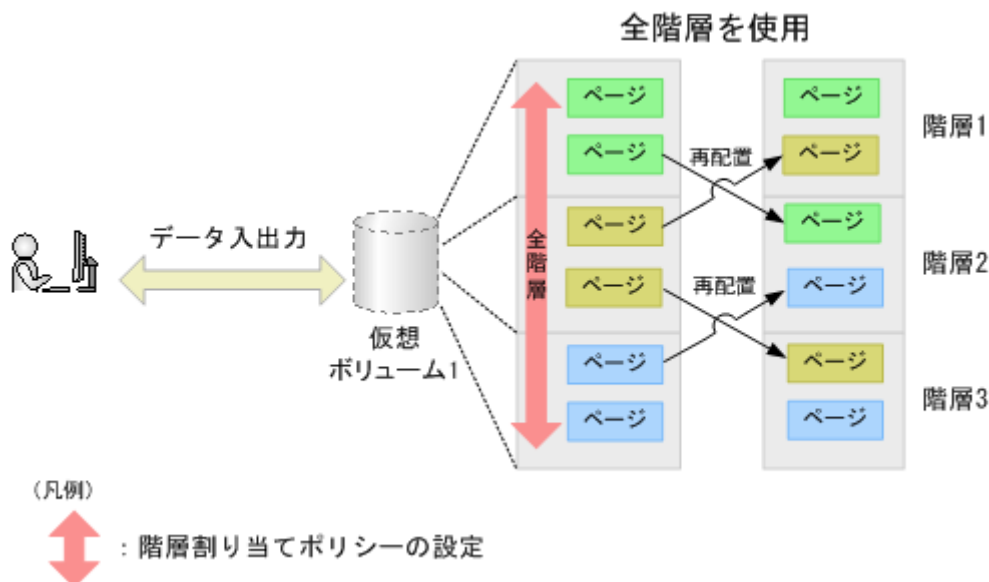 全階層を使用
ページ
ページ
ページ
ページ
ページ
ページ
全階層
再配置
再配置
ページ
ページ
ページ
ページ
ページ
ページ
階層1
階層2
階層3
データ入出力
仮想
ボリューム1
(凡例)
：階層割り当てポリシーの設定